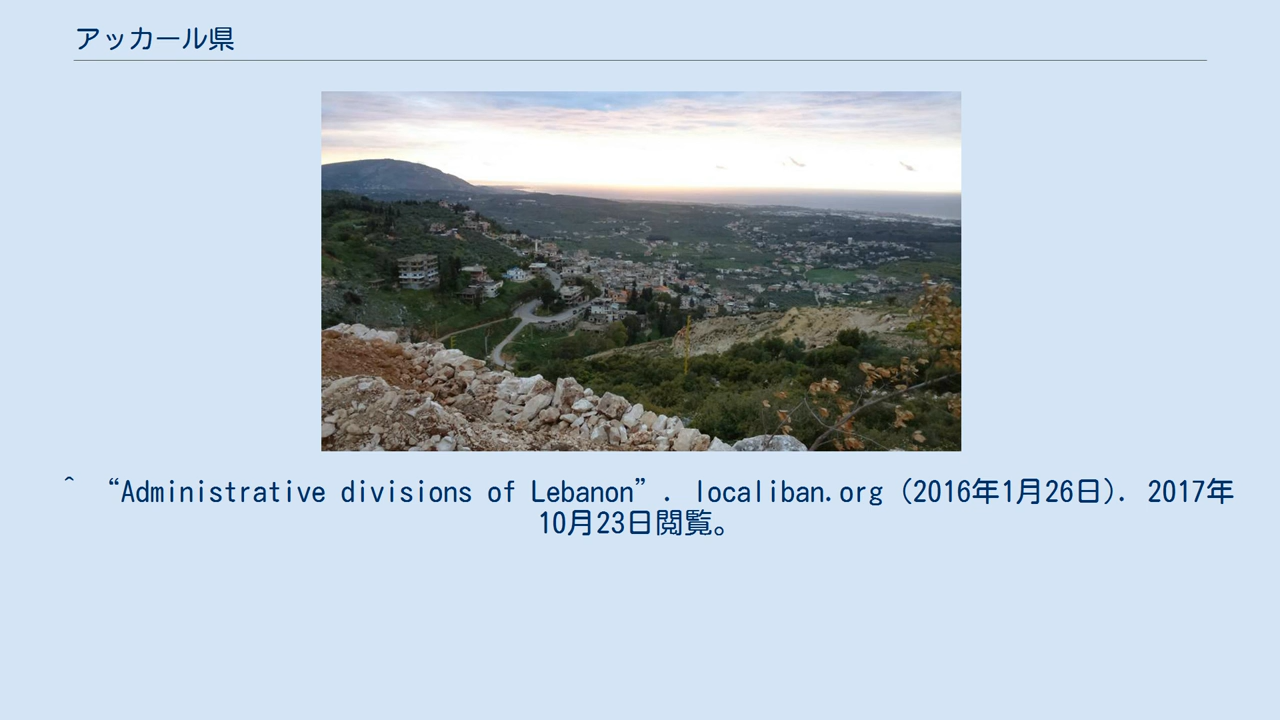 アッカール県
^ “Administrative divisions of Lebanon”. localiban.org (2016年1月26日). 2017年
10月23日閲覧。